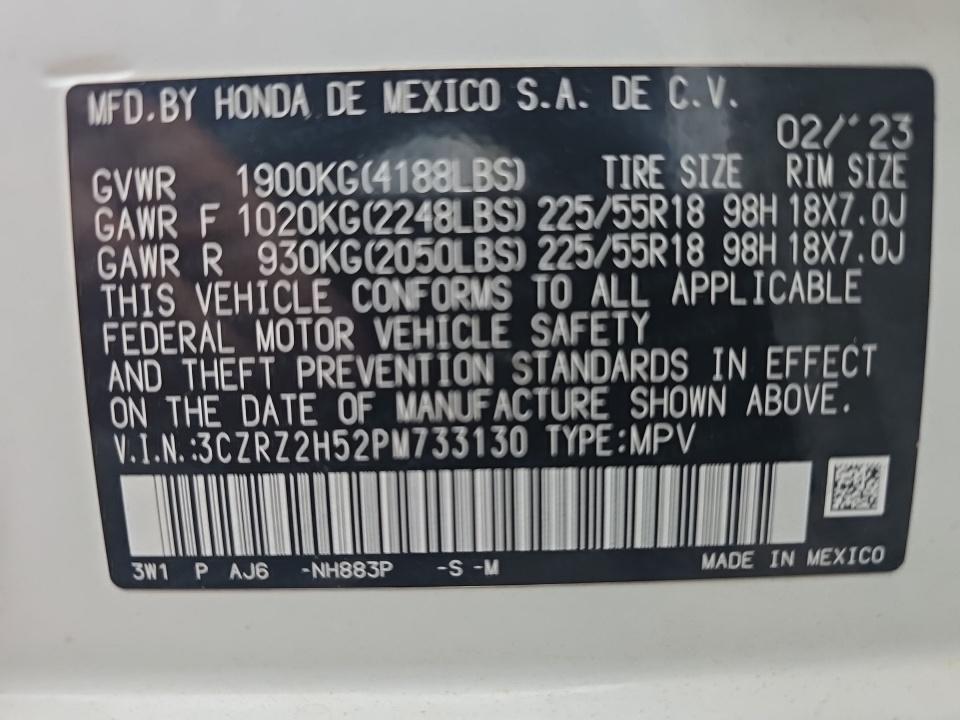 MFD.BY HONDA DE MEXICO S.A. DE C.V.
02/ 23
GVWR 1900KG(4188LBS) TIRE SIZE RIM SIZE
GAWR F 1020KG(2248LBS) 225/55R18 98H 18X7.0J
GAWR R 930KG(2050LBS) 225/55R18 98H 18X7.0J
THIS VEHICLE CONFORMS TO ALL APPLICABLE
FEDERAL MOTOR VEHICLE SAFETY
AND THEFT PREVENTION STANDARDS IN EFFECT
ON THE DATE OF MANUFACTURE SHOWN ABOVE.
V.I.N.:3CZRZ2H52PM733130 TYPE:MPV
3W1 P AJ6 -NH883P -S -M MADE IN MEXICO